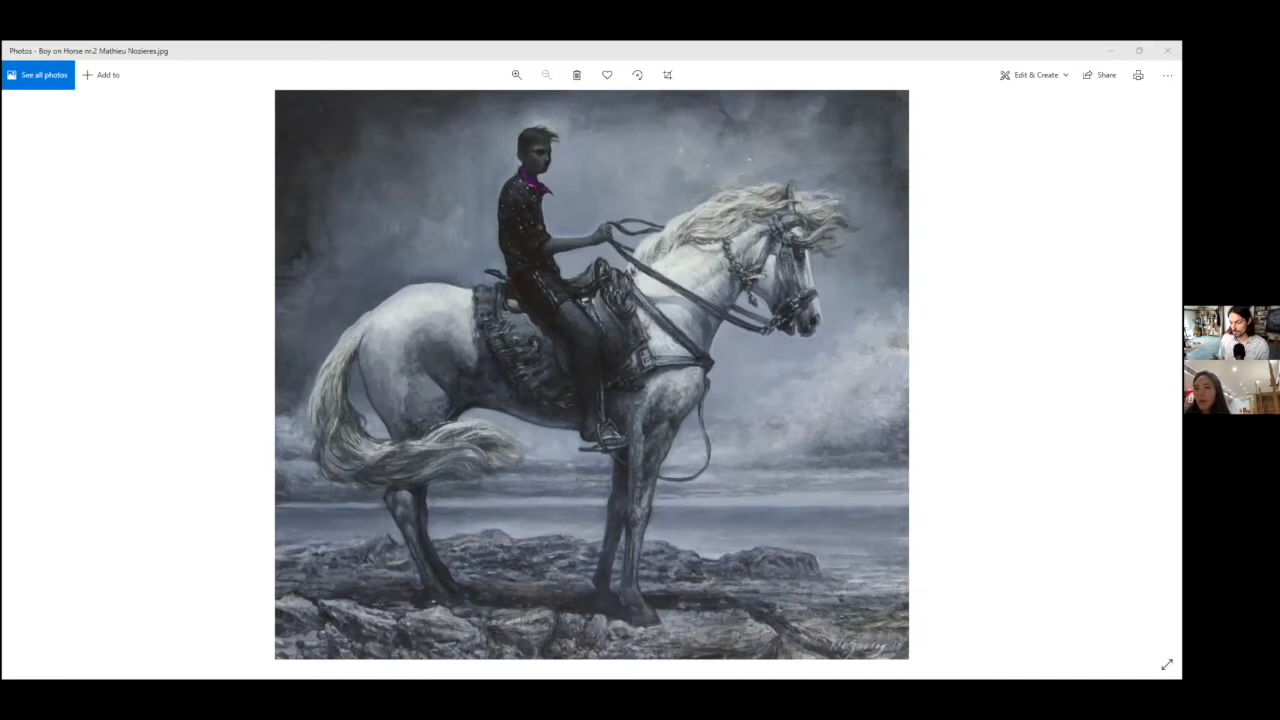 Photos - Boy on Horse nr.2 Mathieu Nozieres.jpg
See all photos
Add to
Edit & Create
Share